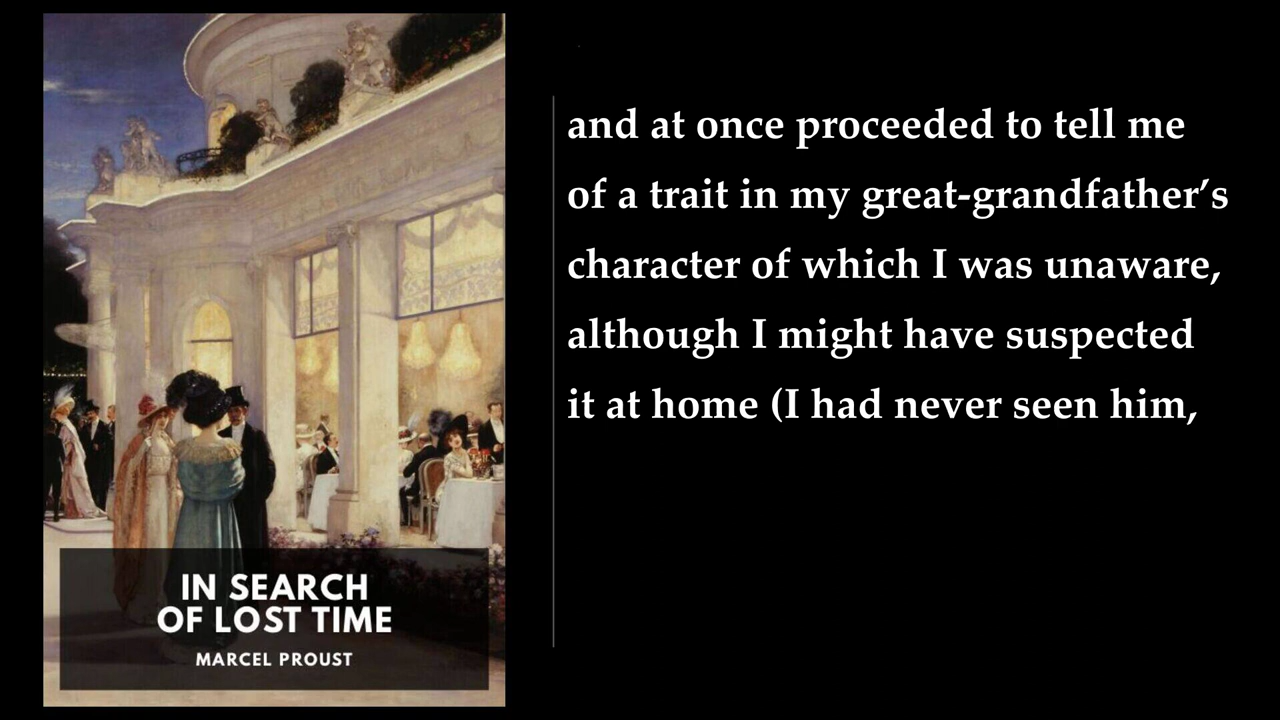 IN SEARCH
OF LOST TIME
MARCEL PROUST
and at once proceeded to tell me
of a trait in my great-grandfather’s
character of which I was unaware,
although I might have suspected
it at home (I had never seen him,